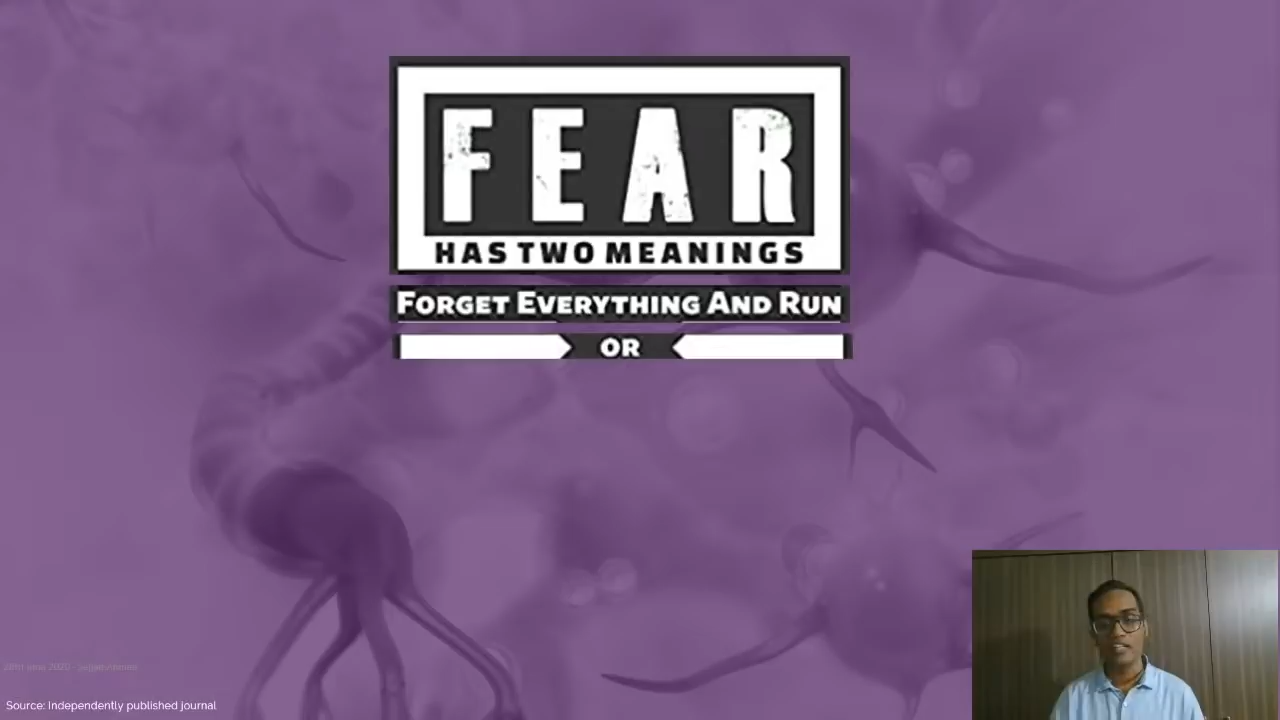 FEAR
HAS TWO MEANINGS
FORGET EVERYTHING AND RUN
OR
Source: Independently published journal